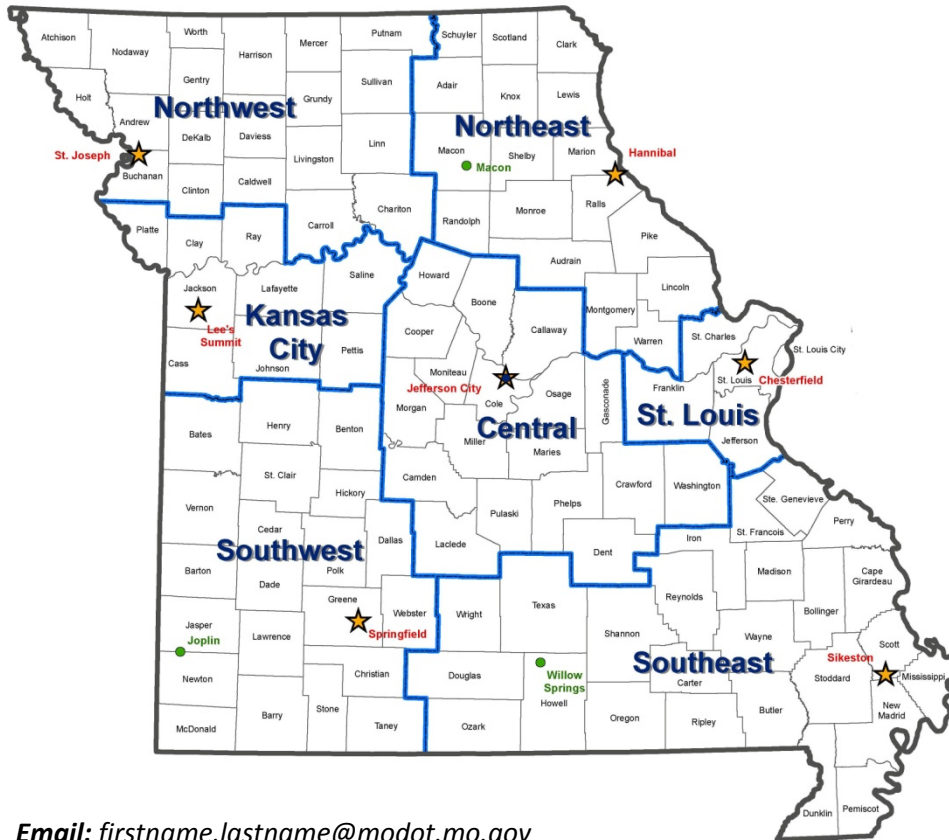 Atchison
Nodaway
Worth
Harrison
Mercer
Putnam
Schuyler
Scotland
Clark
Gentry
Sullivan
Adair
Holt
Andrew
Grundy
Knox
Lewis
Northwest
Northeast
DeKalb
Daviess
Linn
Macon
Shelby
Marion
Hannibal
St. Joseph
Livingston
Macon
Buchanan
Clinton
Caldwell
Chariton
Randolph
Monroe
Ralls
Platte
Clay
Ray
Carroll
Pike
Audrain
Saline
Howard
Boone
Jackson
Lafayette
Lincoln
Montgomery
Callaway
Kansas
City
Lee's
Summit
Cooper
Warren
St. Charles
St. Louis City
Cass
Johnson
Pettis
Moniteau
Jefferson City
Cole
Osage
Gasconade
Franklin
St. Louis
Chesterfield
Morgan
Central
St. Louis
Jefferson
Bates
Henry
Benton
Miller
Maries
St. Clair
Camden
Crawford
Washington
Hickory
Phelps
Ste. Genevieve
Vernon
Pulaski
Perry
Cedar
Dallas
Laclede
Dent
Iron
St. Francois
Southwest
Barton
Dade
Polk
Madison
Cape
Girardeau
Greene
Webster
Wright
Texas
Reynolds
Bollinger
Jasper
Joplin
Lawrence
Springfield
Shannon
Wayne
Scott
Southeast
Sikeston
Newton
Christian
Douglas
Willow
Springs
Howell
Carter
Stoddard
Mississippi
McDonald
Barry
Stone
Taney
Ozark
Oregon
Ripley
Butler
New
Madrid
Dunklin
Pemiscot
Email: firstname.lastname@modot.mo.gov